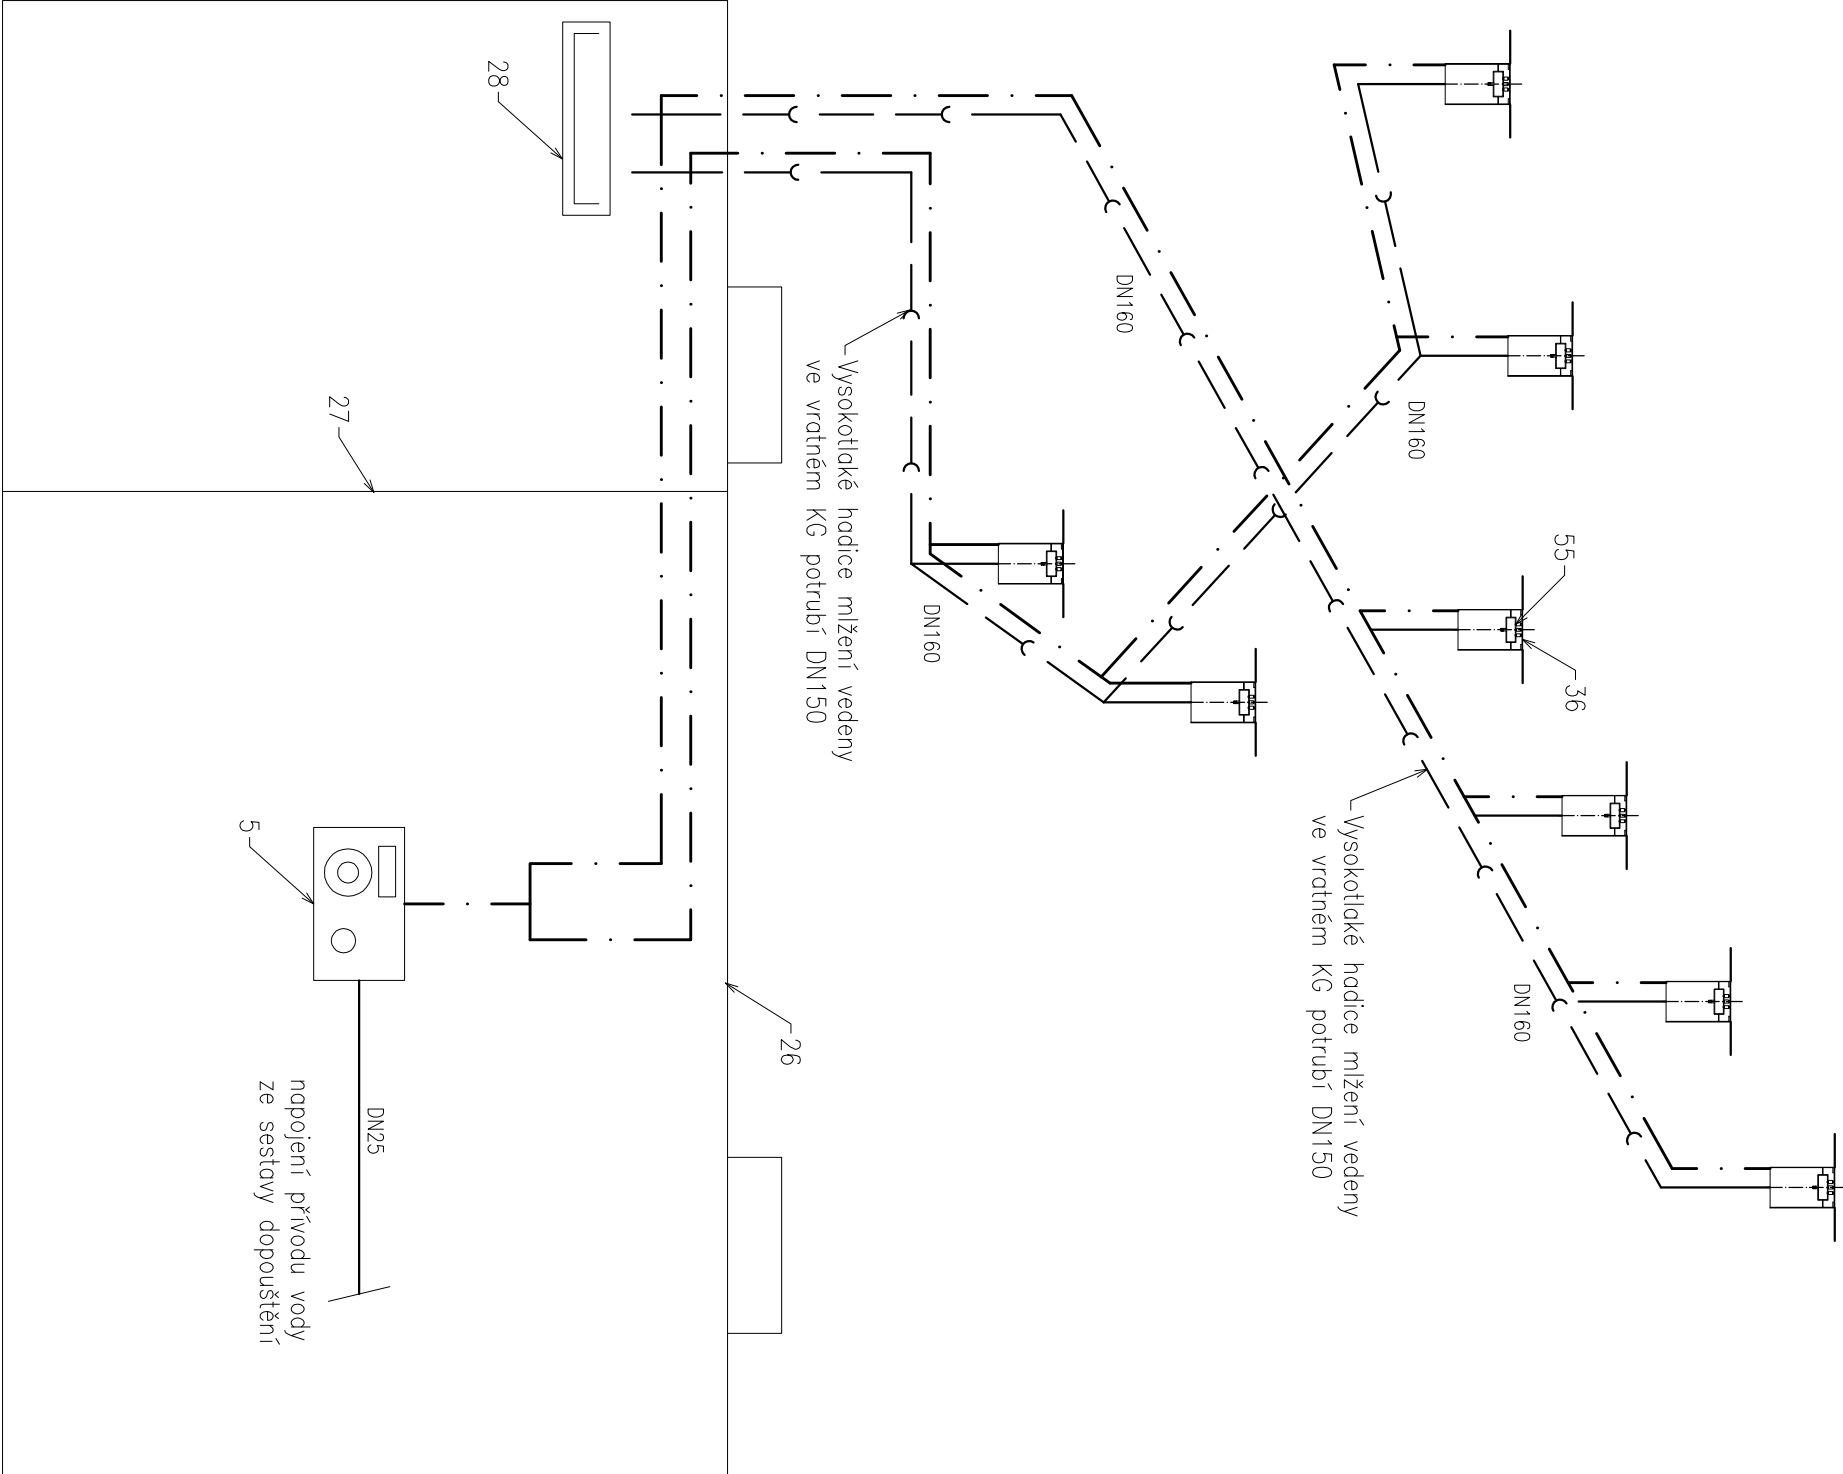 28
27
5
26
55
36
DN160
DN160
DN160
DN160
DN25
Vysokotlaké hadice mlžení vedeny
ve vratném KG potrubí DN150
Vysokotlaké hadice mlžení vedeny
ve vratném KG potrubí DN150
napojení přívodu vody
ze sestavy dopouštění